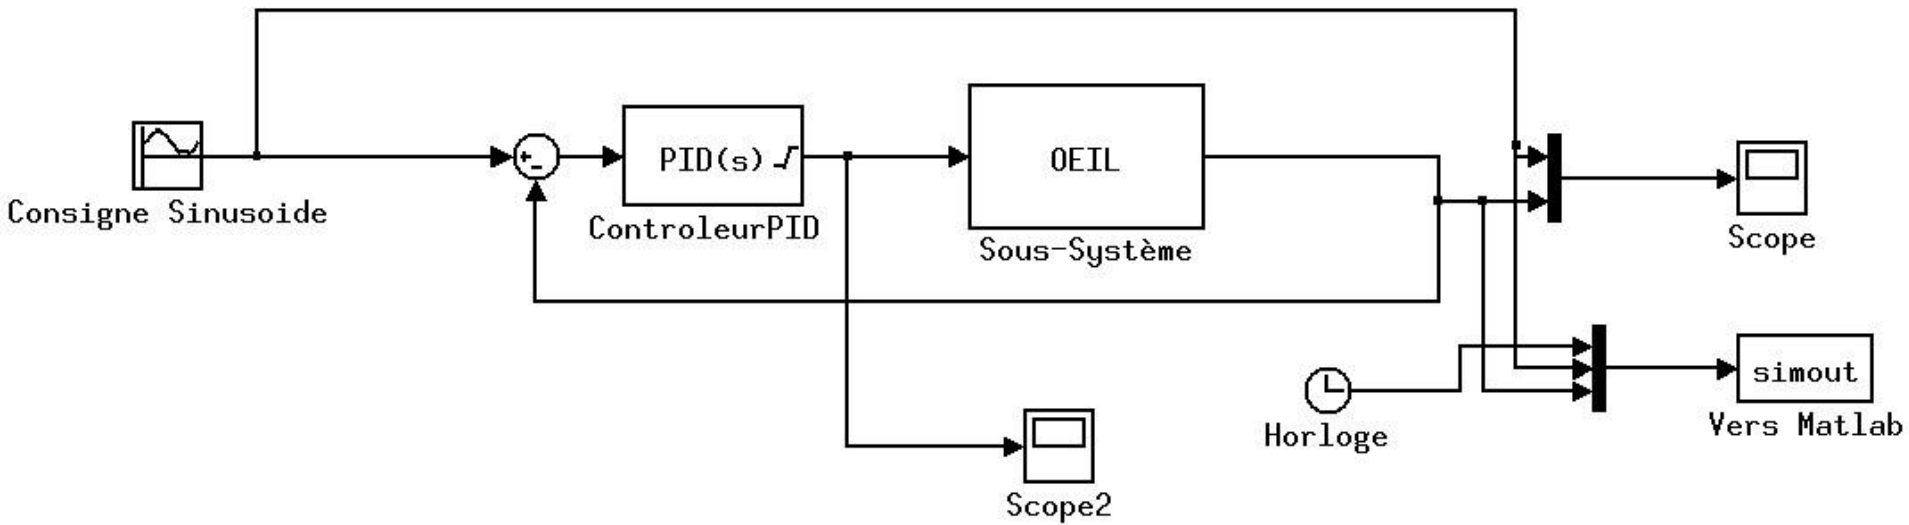 Consigne Sinusoide
PID(s)
ControleurPID
OEIL
Sous-Système
Scope
Horloge
simout
Vers Matlab
Scope2